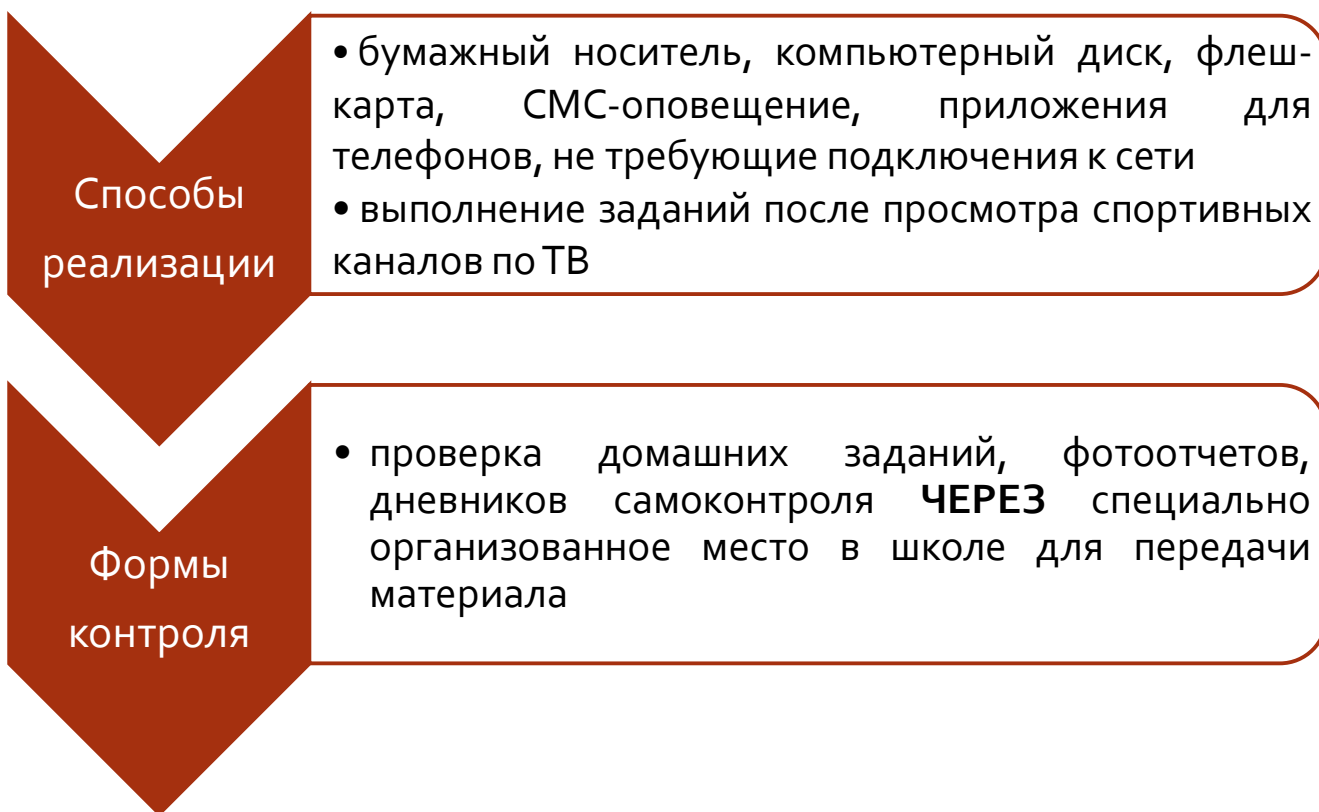 Способы
реализации
• бумажный носитель, компьютерный диск, флеш-
карта, СМС-оповещение, приложения для
телефонов, не требующие подключения к сети
• выполнение заданий после просмотра спортивных
каналов по ТВ
Формы
контроля
• проверка домашних заданий, фотоотчетов,
дневников самоконтроля ЧЕРЕЗ специально
организованное место в школе для передачи
материала